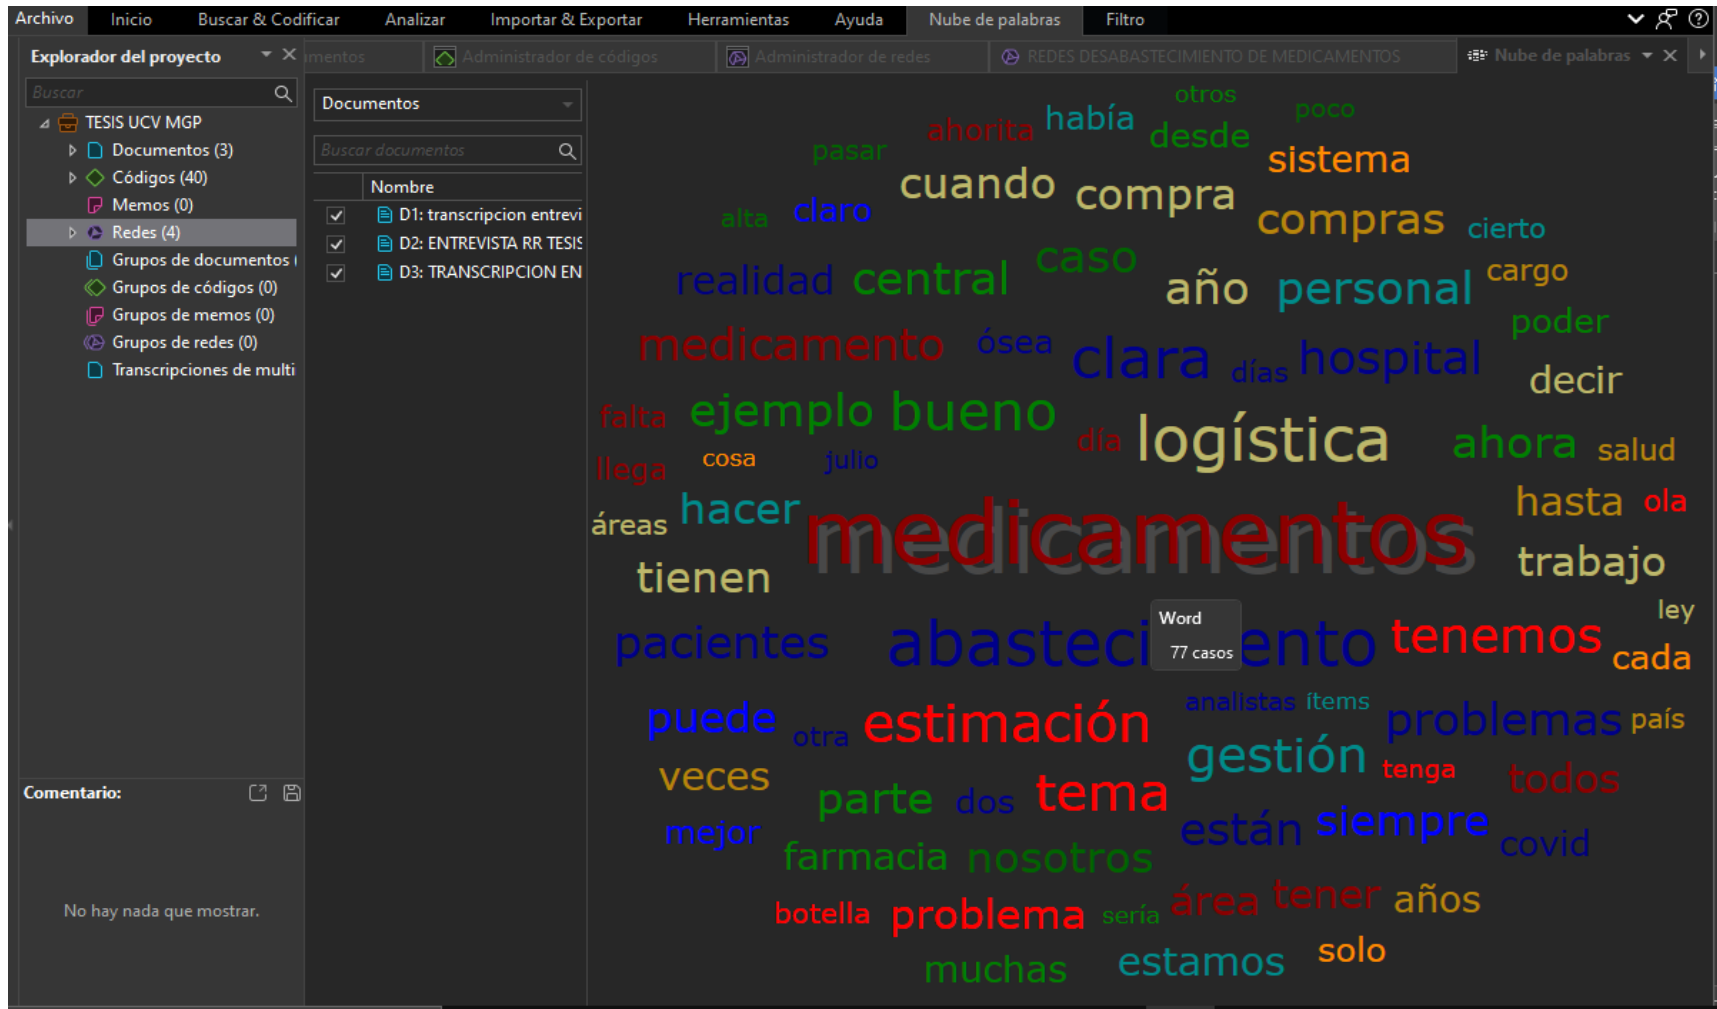 Archivo Inicio Buscar & Codificar Analizar Importar & Exportar Herramientas Ayuda Nube de palabras Filtro
Explorador del proyecto
umentos Administrador de códigos Administrador de redes REDES DESABASTECIMIENTO DE MEDICAMENTOS Nube de palabras
Buscar
TESIS UCV MGP
Documentos (3)
Códigos (40)
Memos (0)
Redes (4)
Grupos de documentos (
Grupos de códigos (0)
Grupos de memos (0)
Grupos de redes (0)
Transcripciones de multi
Comentario:
No hay nada que mostrar.
Documentos
Buscar documentos
Nombre
D1: transcripcion entrevi
D2: ENTREVISTA RR TESIS
D3: TRANSCRIPCION EN
otros
ahorita había poco
pasar desde
cuando compra sistema
alta claro compras cierto
realidad central caso año personal cargo
poder
medicamento ósea clara días hospital decir
falta ejemplo bueno día logística ahora salud
llega cosa julio
áreas hacer medicamentos hasta ola
tienen trabajo
Word
77 casos
ley
pacientes tenemos cada
puede otra estimación analistas ítems problemas país
veces gestión tenga todos
parte dos tema
mejor están siempre covid
farmacia nosotros
botella problema sería área tener años
muchas estamos solo